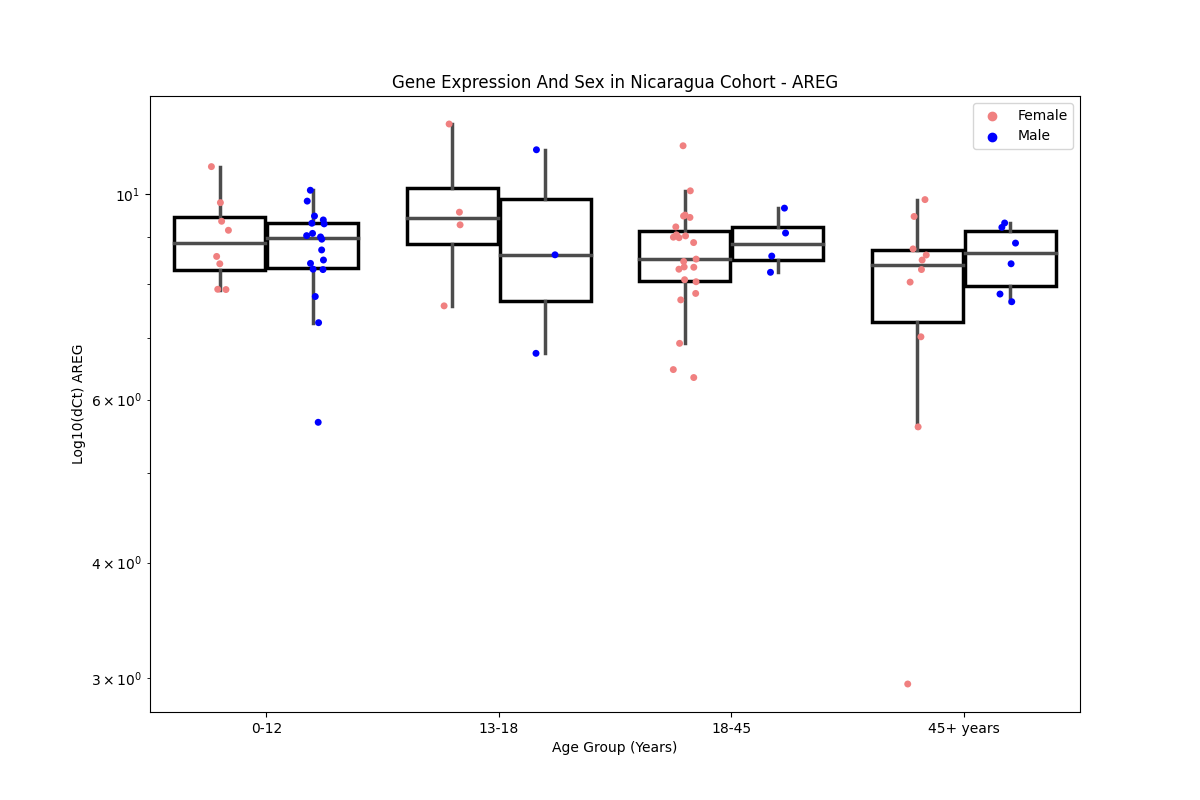 Gene Expression And Sex in Nicaragua Cohort - AREG
Female
Male
10¹
6 × 10⁰
4 × 10⁰
3 × 10⁰
Log10(dCt) AREG
0-12
13-18
18-45
45+ years
Age Group (Years)